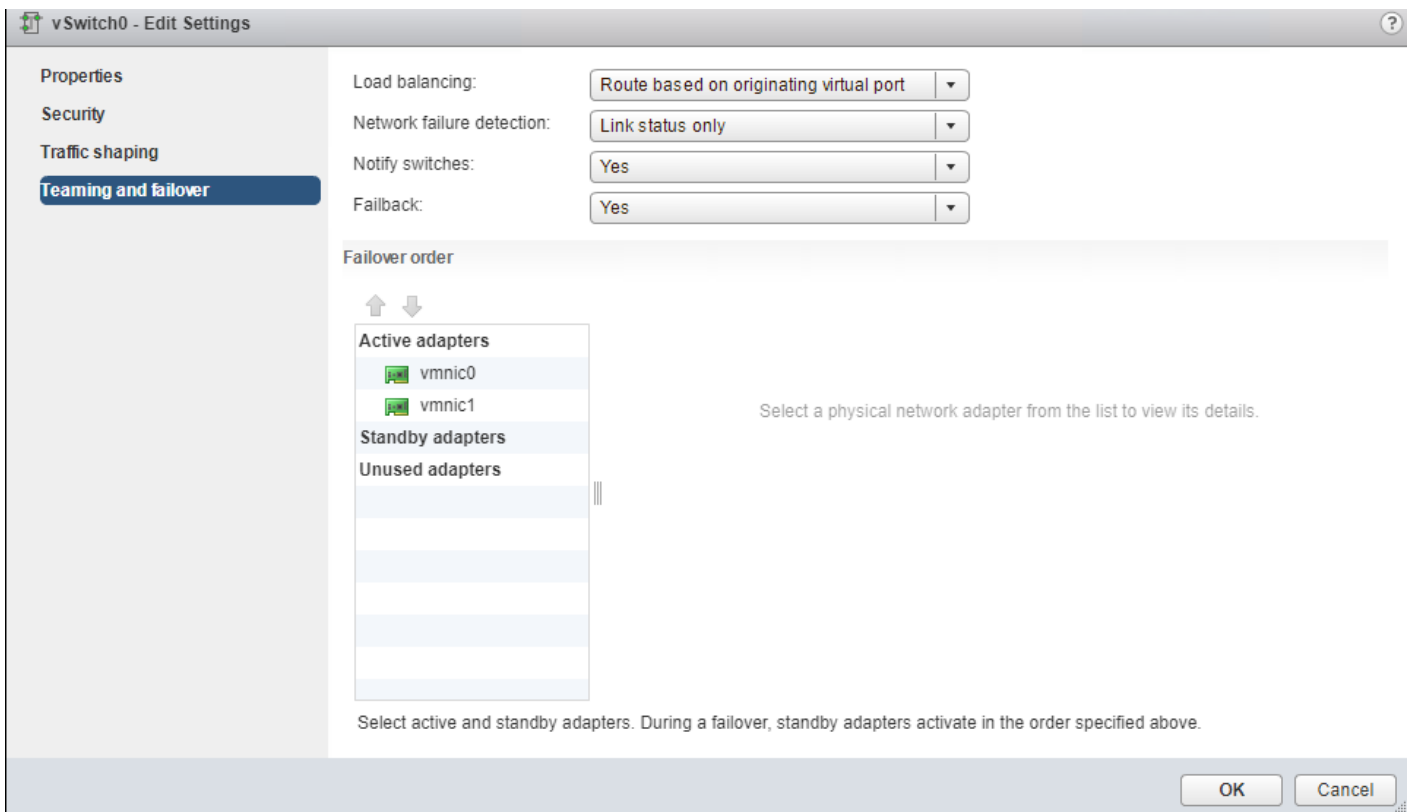 vSwitch0 - Edit Settings
?
Properties
Security
Traffic shaping
Teaming and failover
Load balancing: Route based on originating virtual port
Network failure detection: Link status only
Notify switches: Yes
Failback: Yes
Failover order
Active adapters
vmnic0
vmnic1
Standby adapters
Unused adapters
Select a physical network adapter from the list to view its details.
Select active and standby adapters. During a failover, standby adapters activate in the order specified above.
OK Cancel